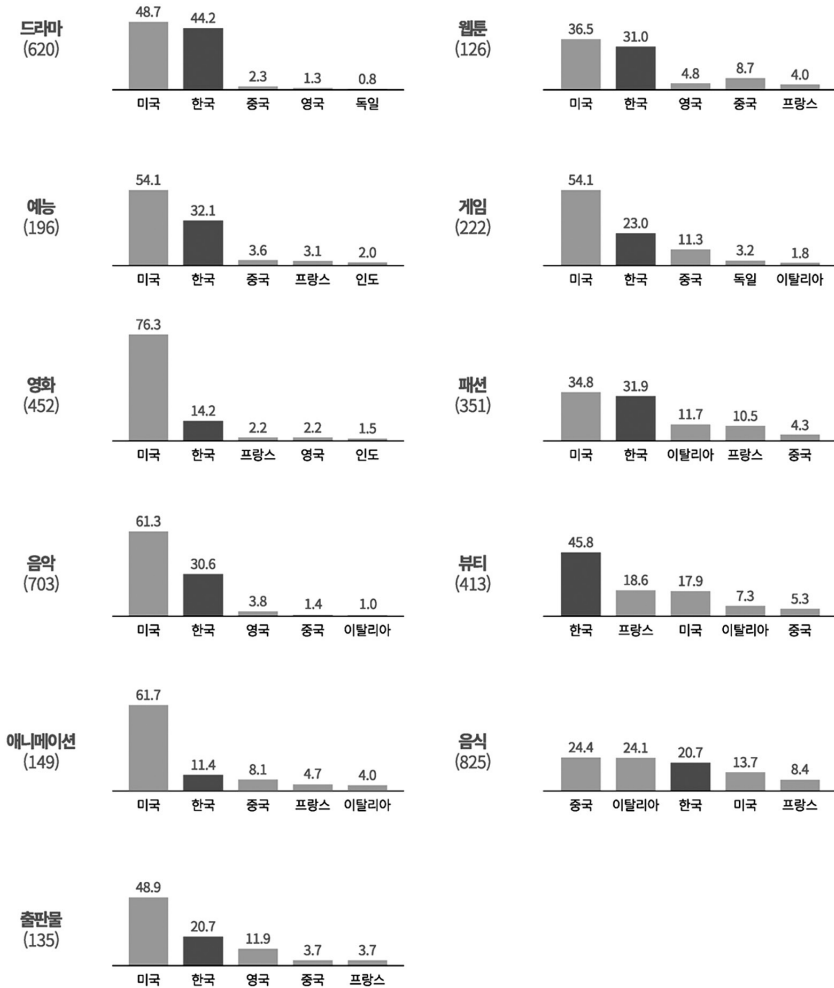 드라마
(620)
48.7 44.2 2.3 1.3 0.8
미국 한국 중국 영국 독일
웹툰
(126)
36.5 31.0 4.8 8.7 4.0
미국 한국 영국 중국 프랑스
예능
(196)
54.1 32.1 3.6 3.1 2.0
미국 한국 중국 프랑스 인도
게임
(222)
54.1 23.0 11.3 3.2 1.8
미국 한국 중국 독일 이탈리아
영화
(452)
76.3 14.2 2.2 2.2 1.5
미국 한국 프랑스 영국 인도
패션
(351)
34.8 31.9 11.7 10.5 4.3
미국 한국 이탈리아 프랑스 중국
음악
(703)
61.3 30.6 3.8 1.4 1.0
미국 한국 영국 중국 이탈리아
뷰티
(413)
45.8 18.6 17.9 7.3 5.3
한국 프랑스 미국 이탈리아 중국
애니메이션
(149)
61.7 11.4 8.1 4.7 4.0
미국 한국 중국 프랑스 이탈리아
음식
(825)
24.4 24.1 20.7 13.7 8.4
중국 이탈리아 한국 미국 프랑스
출판물
(135)
48.9 20.7 11.9 3.7 3.7
미국 한국 영국 중국 프랑스